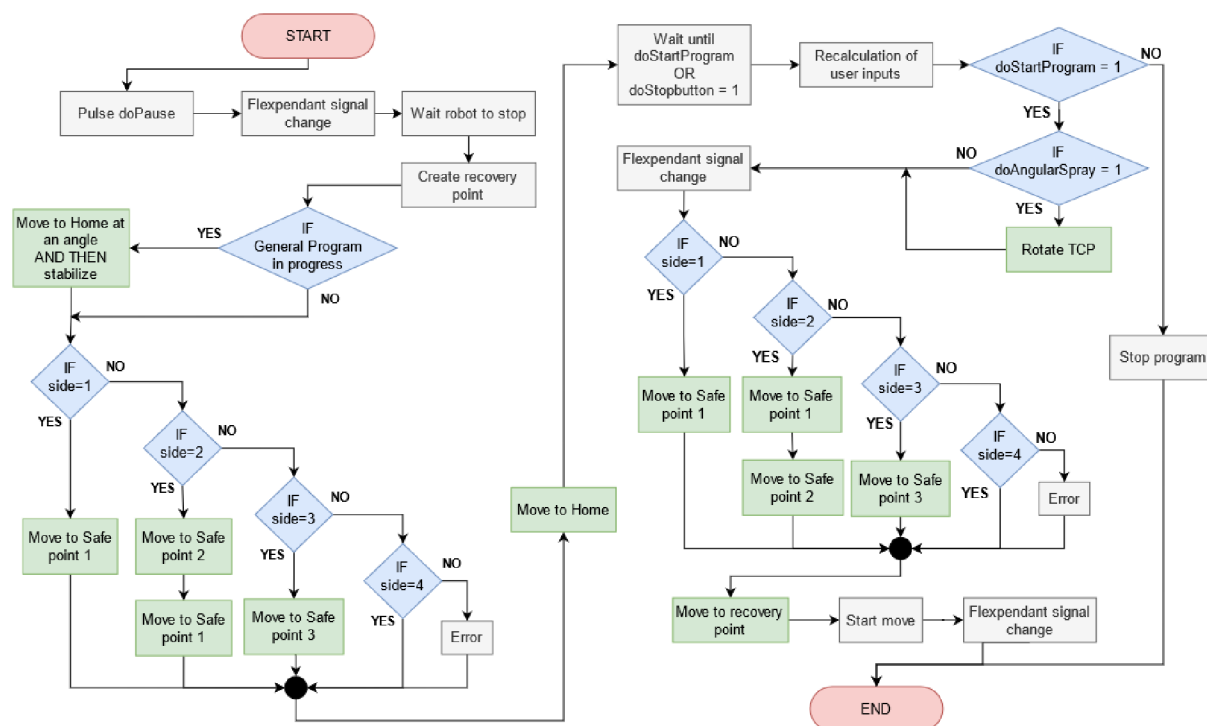 START
Pulse doPause
Flexpendant signal
change
Wait robot to stop
Create recovery
point
IF
General Program
in progress
YES
NO
Move to Home at
an angle
AND THEN
stabilize
IF
side=1
NO
YES
IF
side=2
NO
YES
IF
side=3
NO
YES
IF
side=4
NO
YES
Move to Safe
point 1
Move to Safe
point 2
Move to Safe
point 1
Move to Safe
point 3
Error
Move to Home
Wait until
doStartProgram
OR
doStopbutton = 1
Recalculation of
user inputs
IF
doStartProgram = 1
NO
YES
IF
doAngularSpray = 1
NO
YES
Rotate TCP
Flexpendant signal
change
IF
side=1
NO
YES
IF
side=2
NO
YES
IF
side=3
NO
YES
IF
side=4
NO
YES
Move to Safe
point 1
Move to Safe
point 1
Move to Safe
point 2
Move to Safe
point 3
Error
Stop program
Move to recovery
point
Start move
Flexpendant signal
change
END